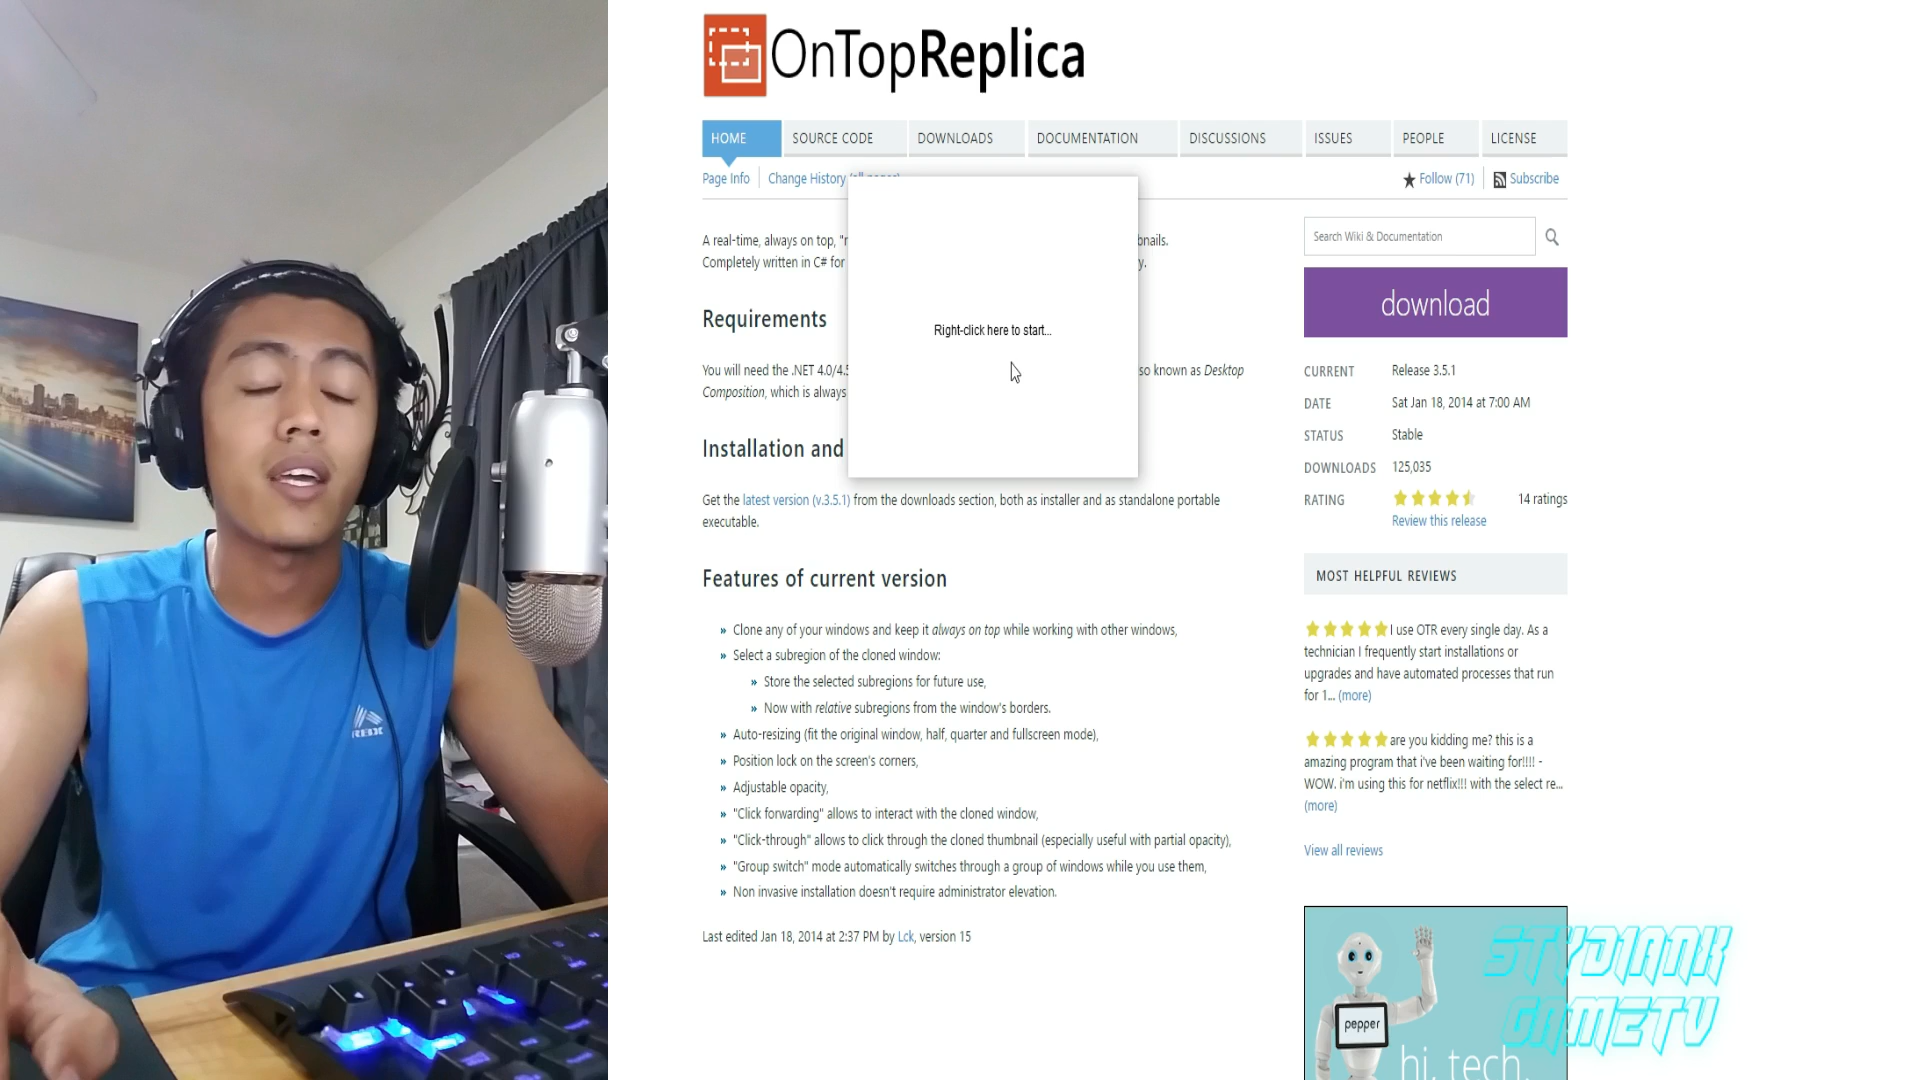 OnTopReplica
HOME SOURCE CODE DOWNLOADS DOCUMENTATION DISCUSSIONS ISSUES PEOPLE LICENSE
Page Info Change History (all pages) Follow (71) Subscribe
A real-time, always on top, "r
bnails.
Completely written in C# for
y.
Requirements
You will need the .NET 4.0/4.5
so known as Desktop
Composition, which is always
Right-click here to start...
Installation and
Get the latest version (v.3.5.1) from the downloads section, both as installer and as standalone portable
executable.
Features of current version
» Clone any of your windows and keep it always on top while working with other windows,
» Select a subregion of the cloned window:
» Store the selected subregions for future use,
» Now with relative subregions from the window's borders.
» Auto-resizing (fit the original window, half, quarter and fullscreen mode),
» Position lock on the screen's corners,
» Adjustable opacity,
» "Click forwarding" allows to interact with the cloned window,
» "Click-through" allows to click through the cloned thumbnail (especially useful with partial opacity),
» "Group switch" mode automatically switches through a group of windows while you use them,
» Non invasive installation doesn't require administrator elevation.
Last edited Jan 18, 2014 at 2:37 PM by Lck, version 15
Search Wiki & Documentation
download
CURRENT Release 3.5.1
DATE Sat Jan 18, 2014 at 7:00 AM
STATUS Stable
DOWNLOADS 125,035
RATING 14 ratings
Review this release
MOST HELPFUL REVIEWS
I use OTR every single day. As a
technician I frequently start installations or
upgrades and have automated processes that run
for 1... (more)
are you kidding me? this is a
amazing program that i've been waiting for!!!! -
WOW. i'm using this for netflix!!! with the select re...
(more)
View all reviews
pepper
hi, tech.
STYD1ANK
GAMETV
RBX